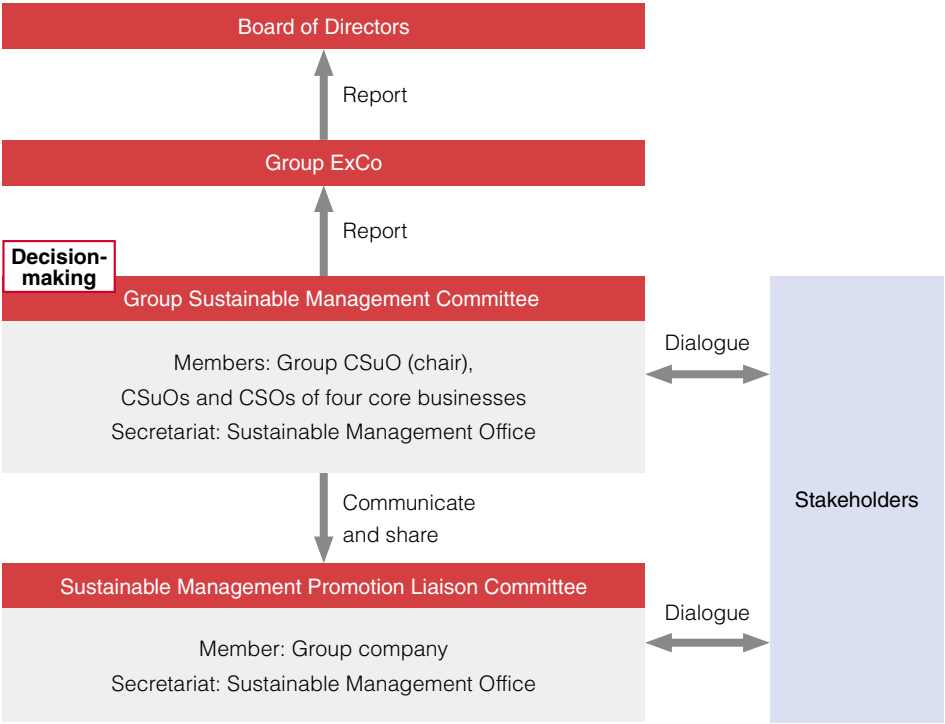 Board of Directors
Report
Group ExCo
Report
Decision-
making
Group Sustainable Management Committee
Members: Group CSuO (chair),
CSuOs and CSOs of four core businesses
Secretariat: Sustainable Management Office
Dialogue
Communicate
and share
Stakeholders
Sustainable Management Promotion Liaison Committee
Member: Group company
Secretariat: Sustainable Management Office
Dialogue